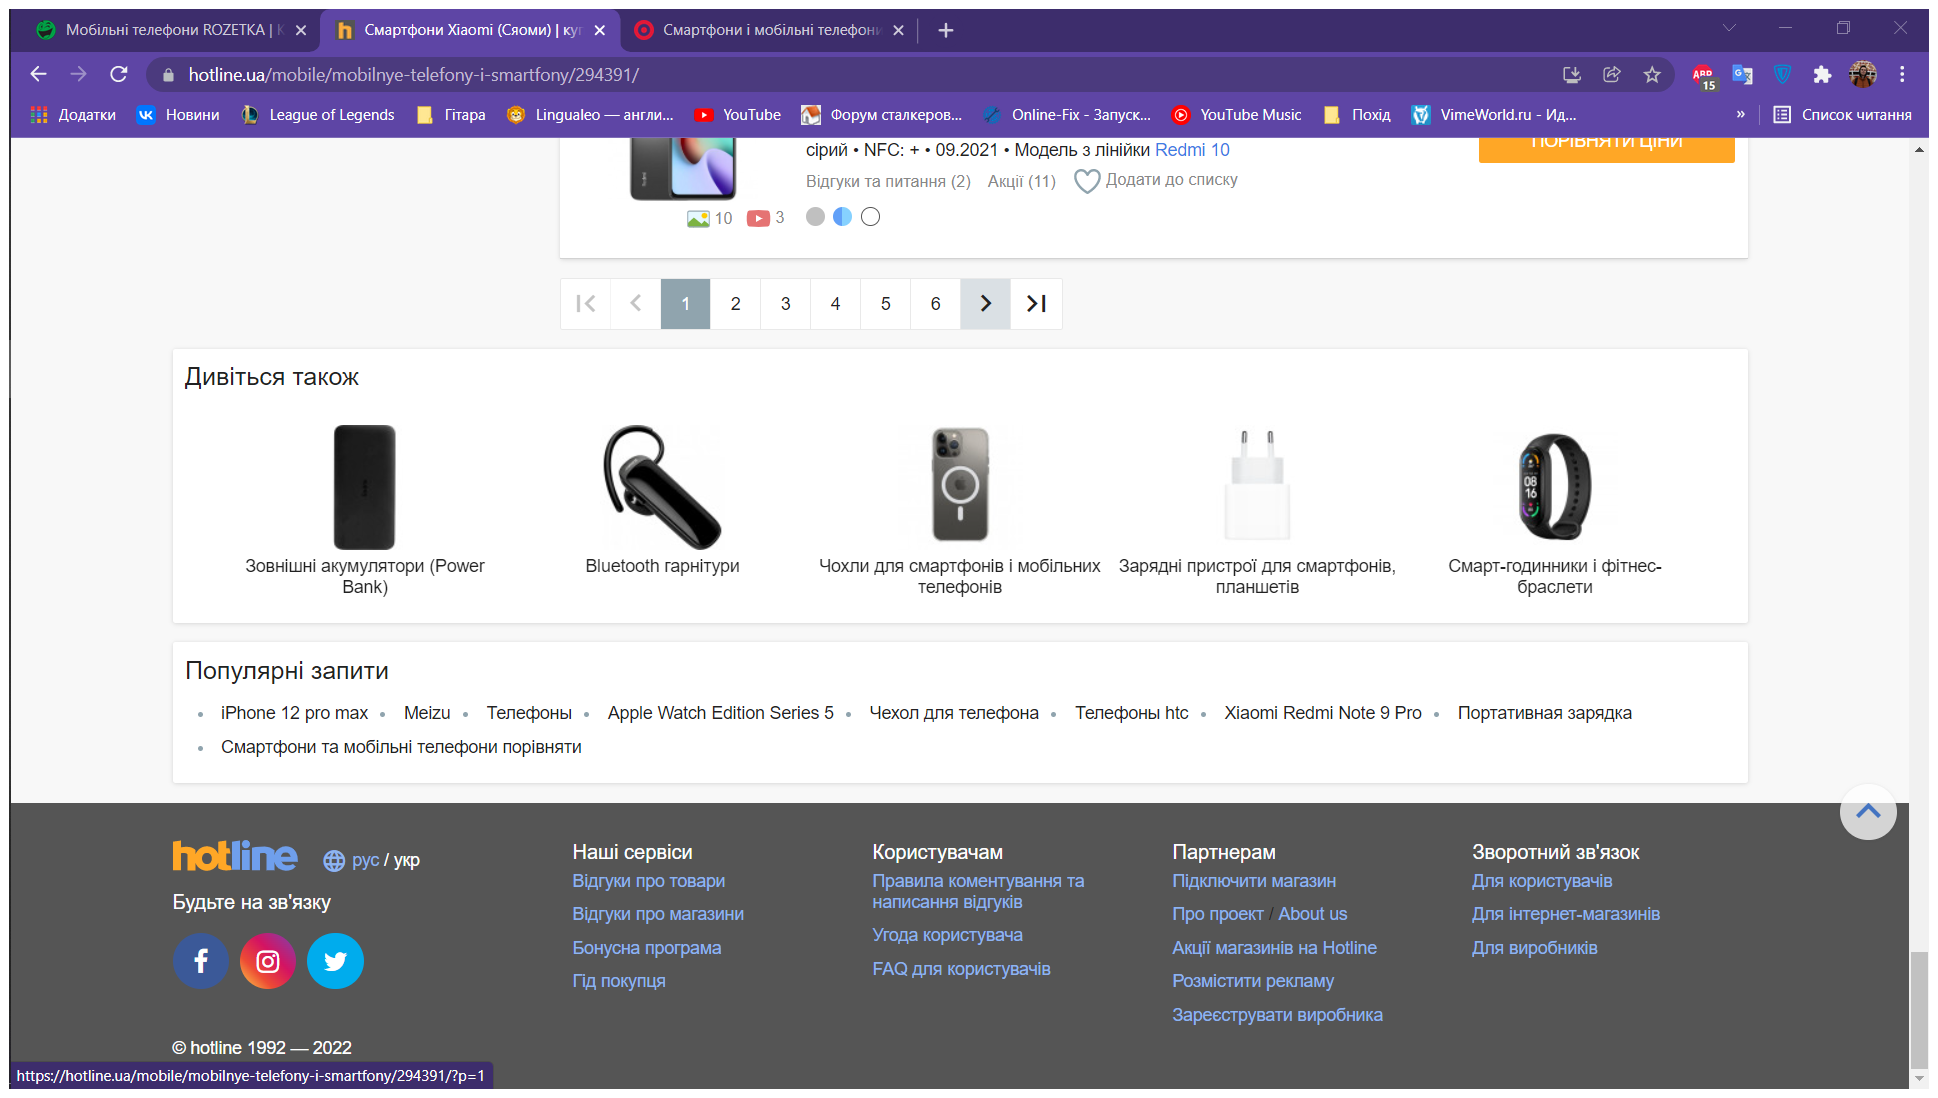 Мобільні телефони ROZETKA |
Смартфони Xiaomi (Сяоми) | куп
Смартфони і мобільні телефони
hotline.ua/mobile/mobilnye-telefony-i-smartfony/294391/
ABP
15
Додатки
Новини
League of Legends
Гітара
Lingualeo — англи...
YouTube
Форум сталкеров...
Online-Fix - Запуск...
YouTube Music
Похід
VimeWorld.ru - Ид...
»
Список читання
сірий • NFC: + • 09.2021 • Модель з лінійки Redmi 10
ПОРІВНЯТИ ЦІНИ
Відгуки та питання (2) Акції (11) Додати до списку
10 3
1 2 3 4 5 6
Дивіться також
08
16
Зовнішні акумулятори (Power
Bank)
Bluetooth гарнітури
Чохли для смартфонів і мобільних
телефонів
Зарядні пристрої для смартфонів,
планшетів
Смарт-годинники і фітнес-
браслети
Популярні запити
• iPhone 12 pro max • Meizu • Телефоны • Apple Watch Edition Series 5 • Чехол для телефона • Телефоны htc • Xiaomi Redmi Note 9 Pro • Портативная зарядка
• Смартфони та мобільні телефони порівняти
hotline
рус / укр
Будьте на зв'язку
Наші сервіси
Відгуки про товари
Відгуки про магазини
Бонусна програма
Гід покупця
Користувачам
Правила коментування та
написання відгуків
Угода користувача
FAQ для користувачів
Партнерам
Підключити магазин
Про проект / About us
Акції магазинів на Hotline
Розмістити рекламу
Зареєструвати виробника
Зворотний зв'язок
Для користувачів
Для інтернет-магазинів
Для виробників
© hotline 1992 — 2022
https://hotline.ua/mobile/mobilnye-telefony-i-smartfony/294391/?p=1